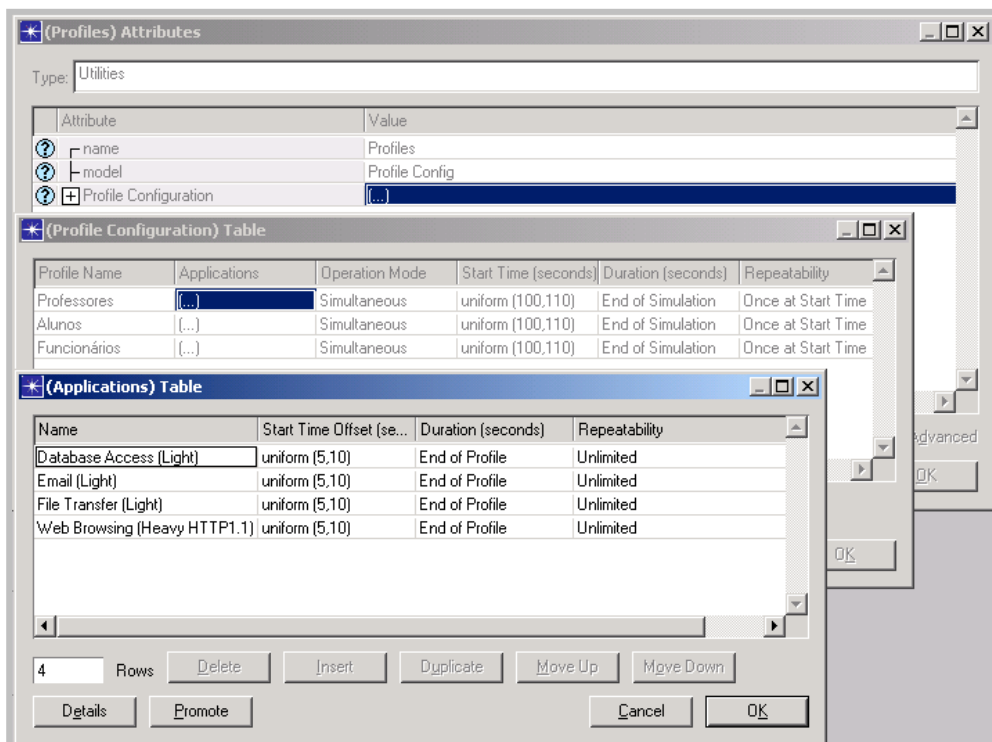 (Profiles) Attributes
Type: Utilities
Attribute Value
name Profiles
model Profile Config
Profile Configuration (...)
(Profile Configuration) Table
Profile Name Applications Operation Mode Start Time (seconds) Duration (seconds) Repeatability
Professores (...) Simultaneous uniform (100,110) End of Simulation Once at Start Time
Alunos (...) Simultaneous uniform (100,110) End of Simulation Once at Start Time
Funcionários (...) Simultaneous uniform (100,110) End of Simulation Once at Start Time
(Applications) Table
Name Start Time Offset (se... Duration (seconds) Repeatability
Database Access (Light) uniform (5,10) End of Profile Unlimited
Email (Light) uniform (5,10) End of Profile Unlimited
File Transfer (Light) uniform (5,10) End of Profile Unlimited
Web Browsing (Heavy HTTP1.1) uniform (5,10) End of Profile Unlimited
Advanced
OK
OK
4 Rows Delete Insert Duplicate Move Up Move Down
Details Promote Cancel OK